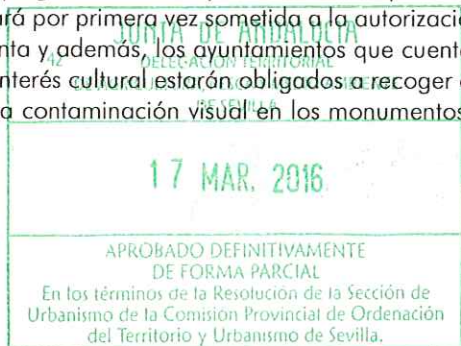 ará por primera vez sometida a la autorizació
nta y además, los ayuntamientos que cuent
nterés cultural estarán obligados a recoger
a contaminación visual en los monumentos
JUNTA DE ANDALUCIA
DELEGACIÓN TERRITORIAL
DE SEVILLA
17 MAR. 2016
APROBADO DEFINITIVAMENTE
DE FORMA PARCIAL
En los términos de la Resolución de la Sección de
Urbanismo de la Comisión Provincial de Ordenación
del Territorio y Urbanismo de Sevilla.